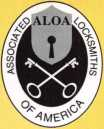 ALOA
ASSOCIATED LOCKSMITHS
OF AMERICA